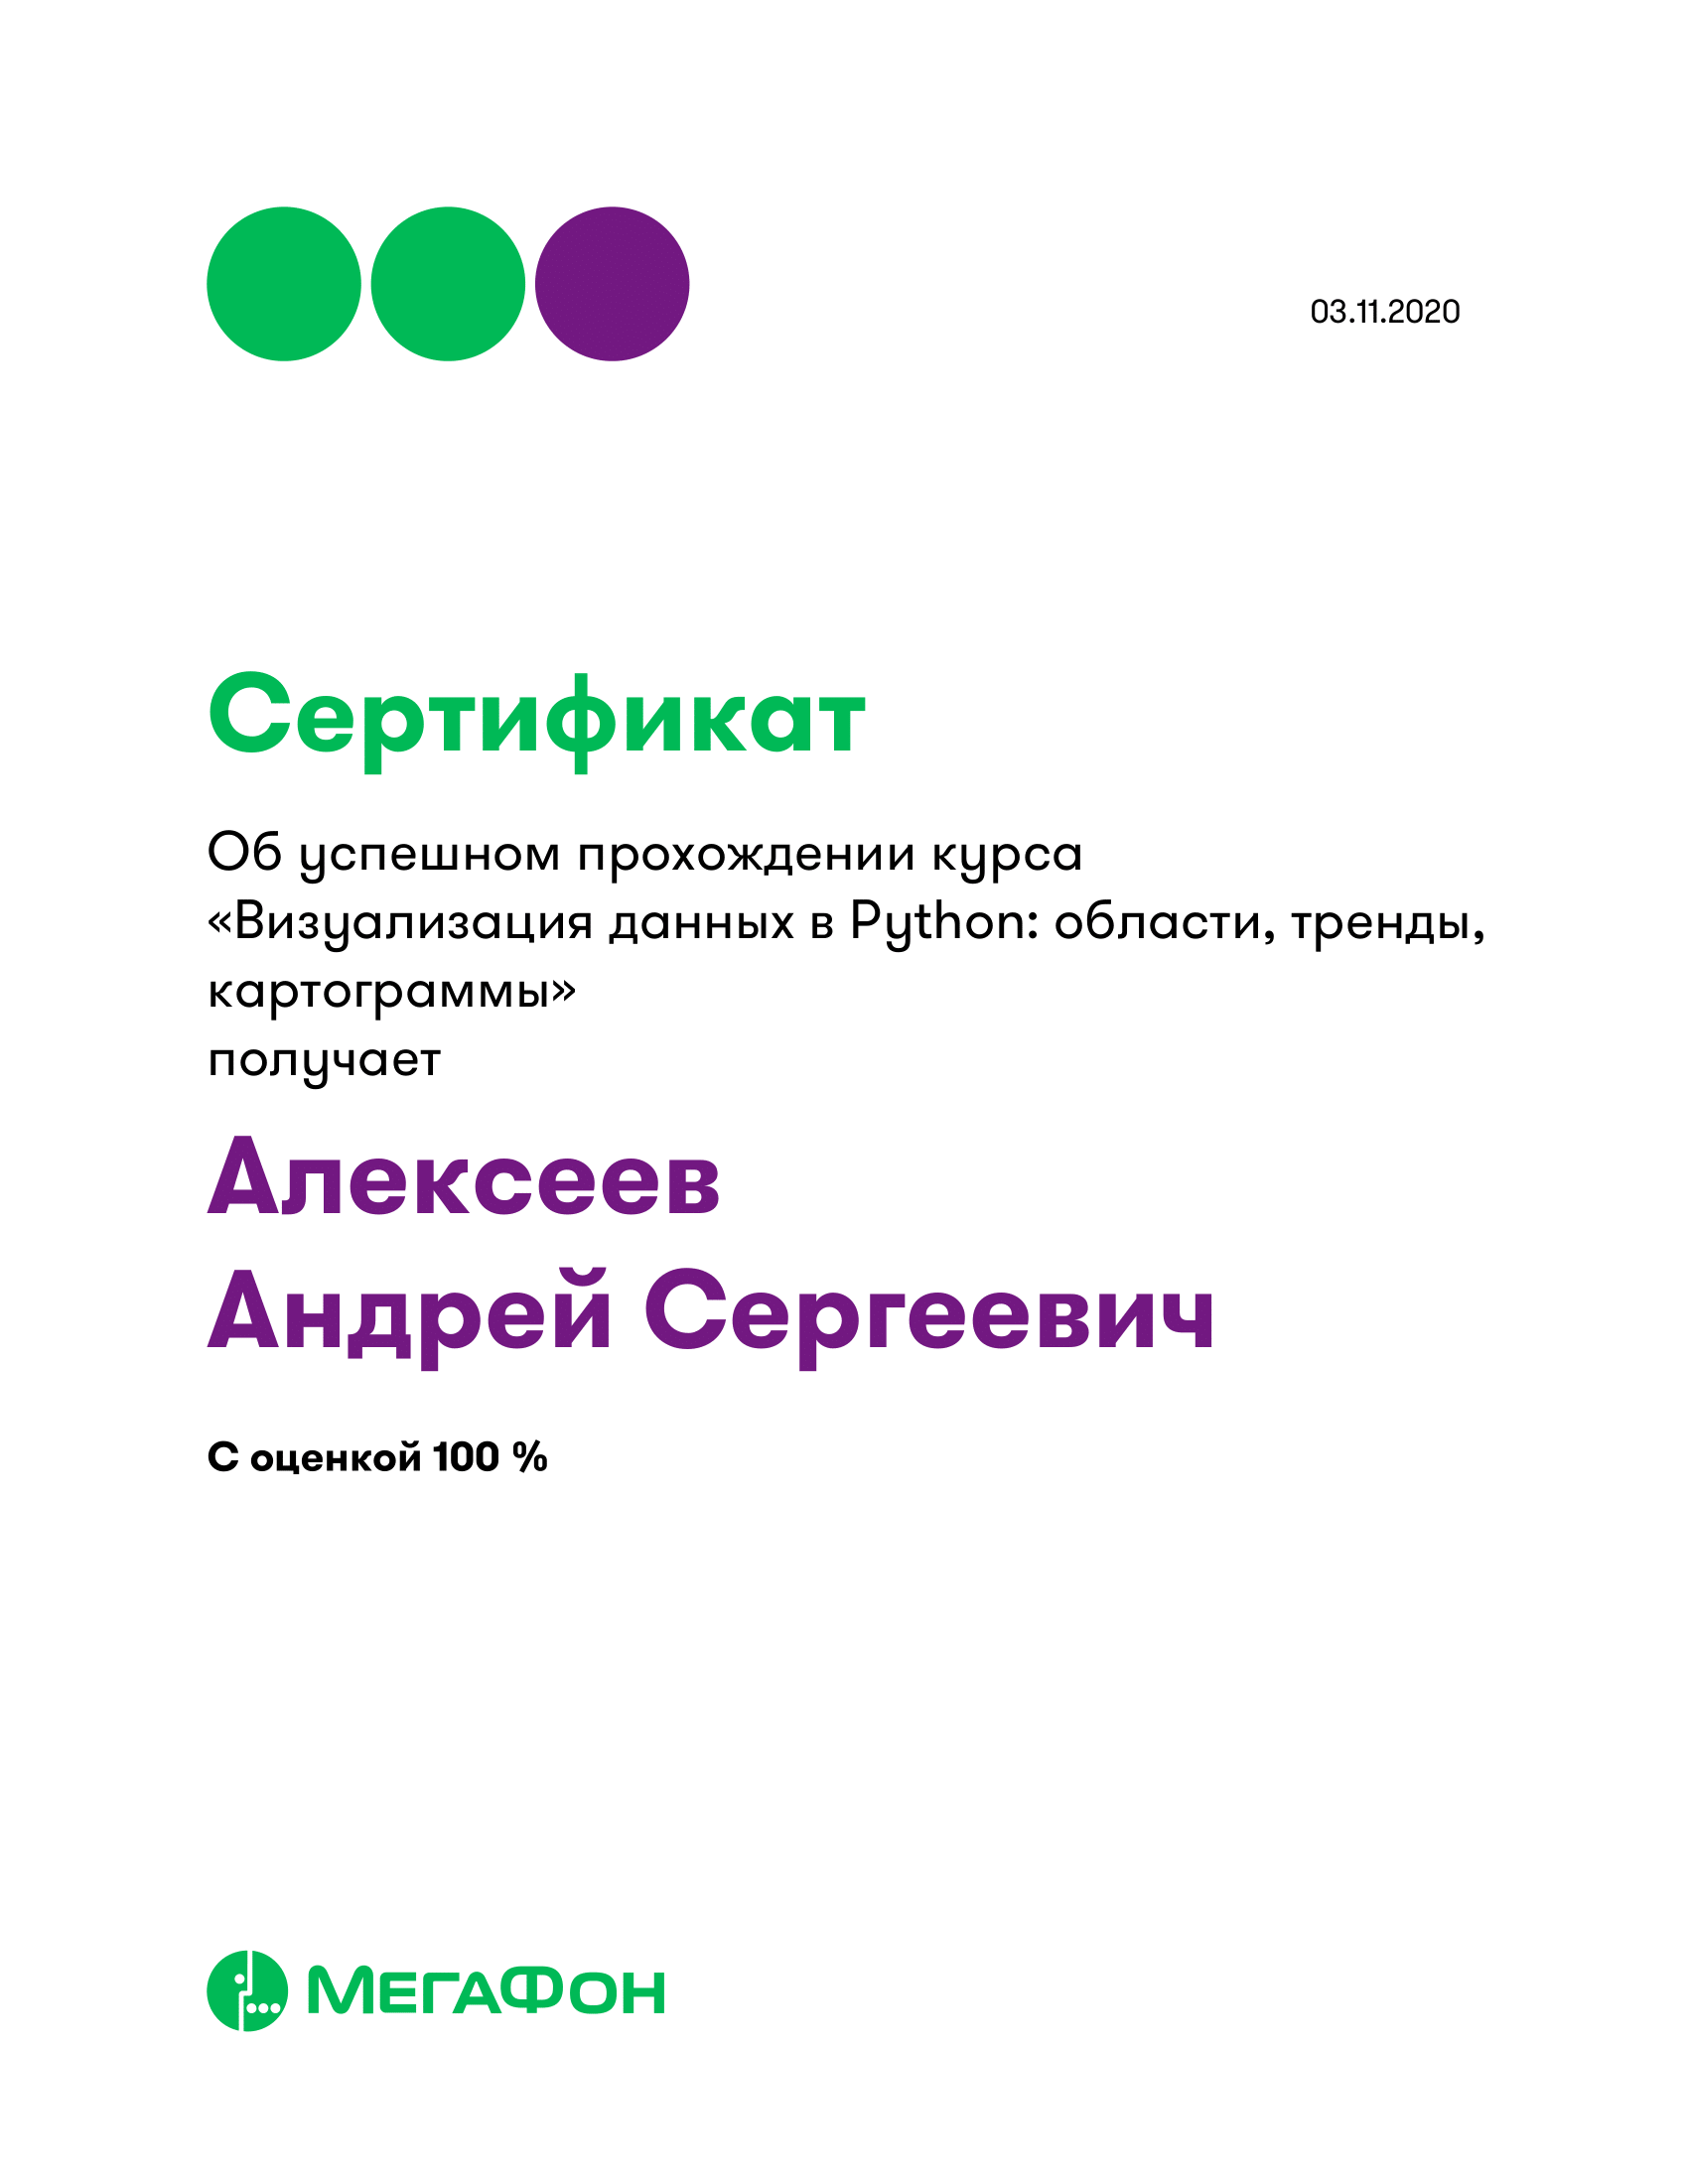 03.11.2020
Сертификат
Об успешном прохождении курса
«Визуализация данных в Python: области, тренды,
картограммы»
получает
Алексеев
Андрей Сергеевич
С оценкой 100 %
МЕГАФОН